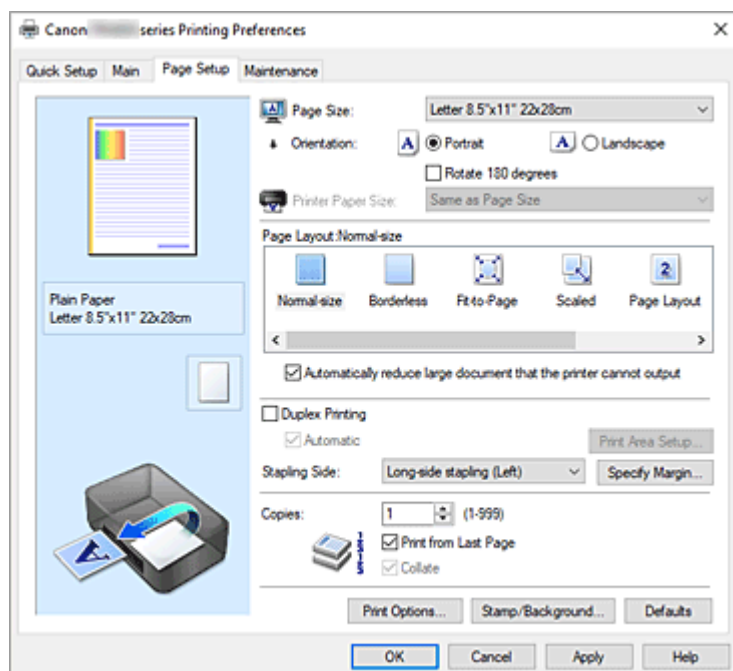 Canon series Printing Preferences
Quick Setup Main Page Setup Maintenance
Page Size: Letter 8.5"x11" 22x28cm
Orientation: A Portrait A Landscape
Rotate 180 degrees
Printer Paper Size: Same as Page Size
Page Layout:Normal-size
2
Normal-size Borderless Fit-to-Page Scaled Page Layout
Plain Paper
Letter 8.5"x11" 22x28cm
Automatically reduce large document that the printer cannot output
Duplex Printing
Automatic Print Area Setup...
Stapling Side: Long-side stapling (Left) Specify Margin...
Copies: 1 (1-999)
Print from Last Page
Collate
A
Print Options... Stamp/Background... Defaults
OK Cancel Apply Help